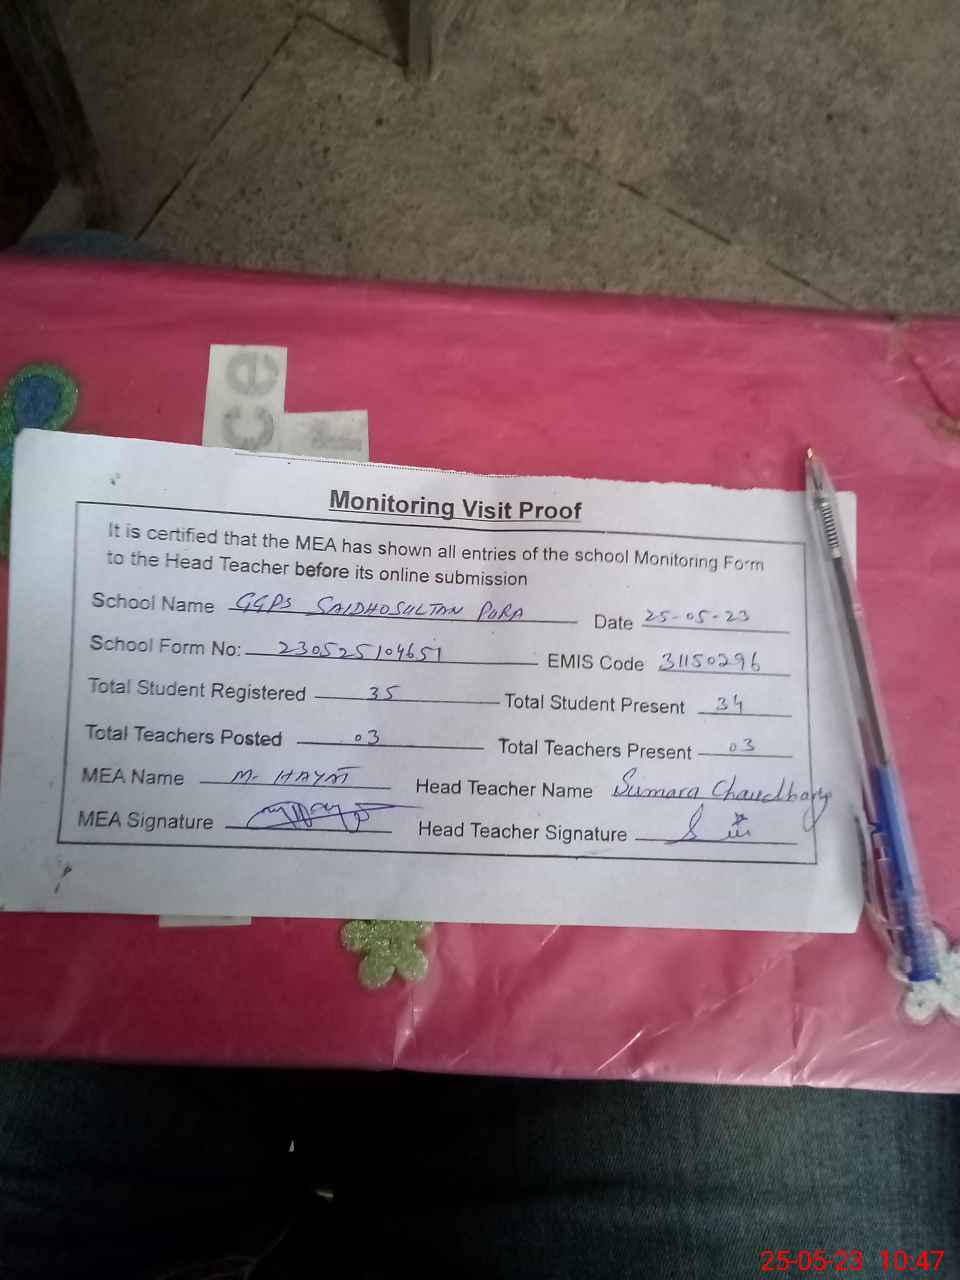 ce
Monitoring Visit Proof
It is certified that the MEA has shown all entries of the school Monitoring Form
to the Head Teacher before its online submission
School Name GGPS SAIDHOSULTAN PURA Date 25-05-23
School Form No: 230525104651 EMIS Code 31150296
Total Student Registered 35 Total Student Present 34
Total Teachers Posted 03 Total Teachers Present 03
MEA Name M. HAYAT Head Teacher Name Sumara Chaudhary
MEA Signature Head Teacher Signature
25-05-23 10:47